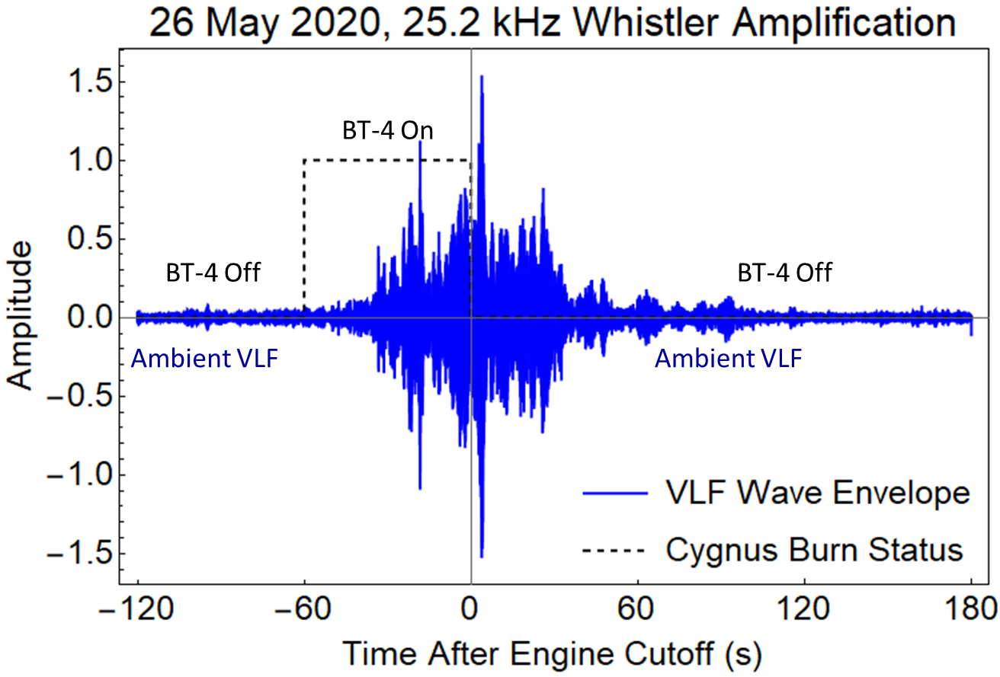 26 May 2020, 25.2 kHz Whistler Amplification
1.5
BT-4 On
1.0
0.5
BT-4 Off
BT-4 Off
0.0
Amplitude
Ambient VLF
Ambient VLF
−0.5
−1.0
VLF Wave Envelope
Cygnus Burn Status
−1.5
−120 −60 0 60 120 180
Time After Engine Cutoff (s)